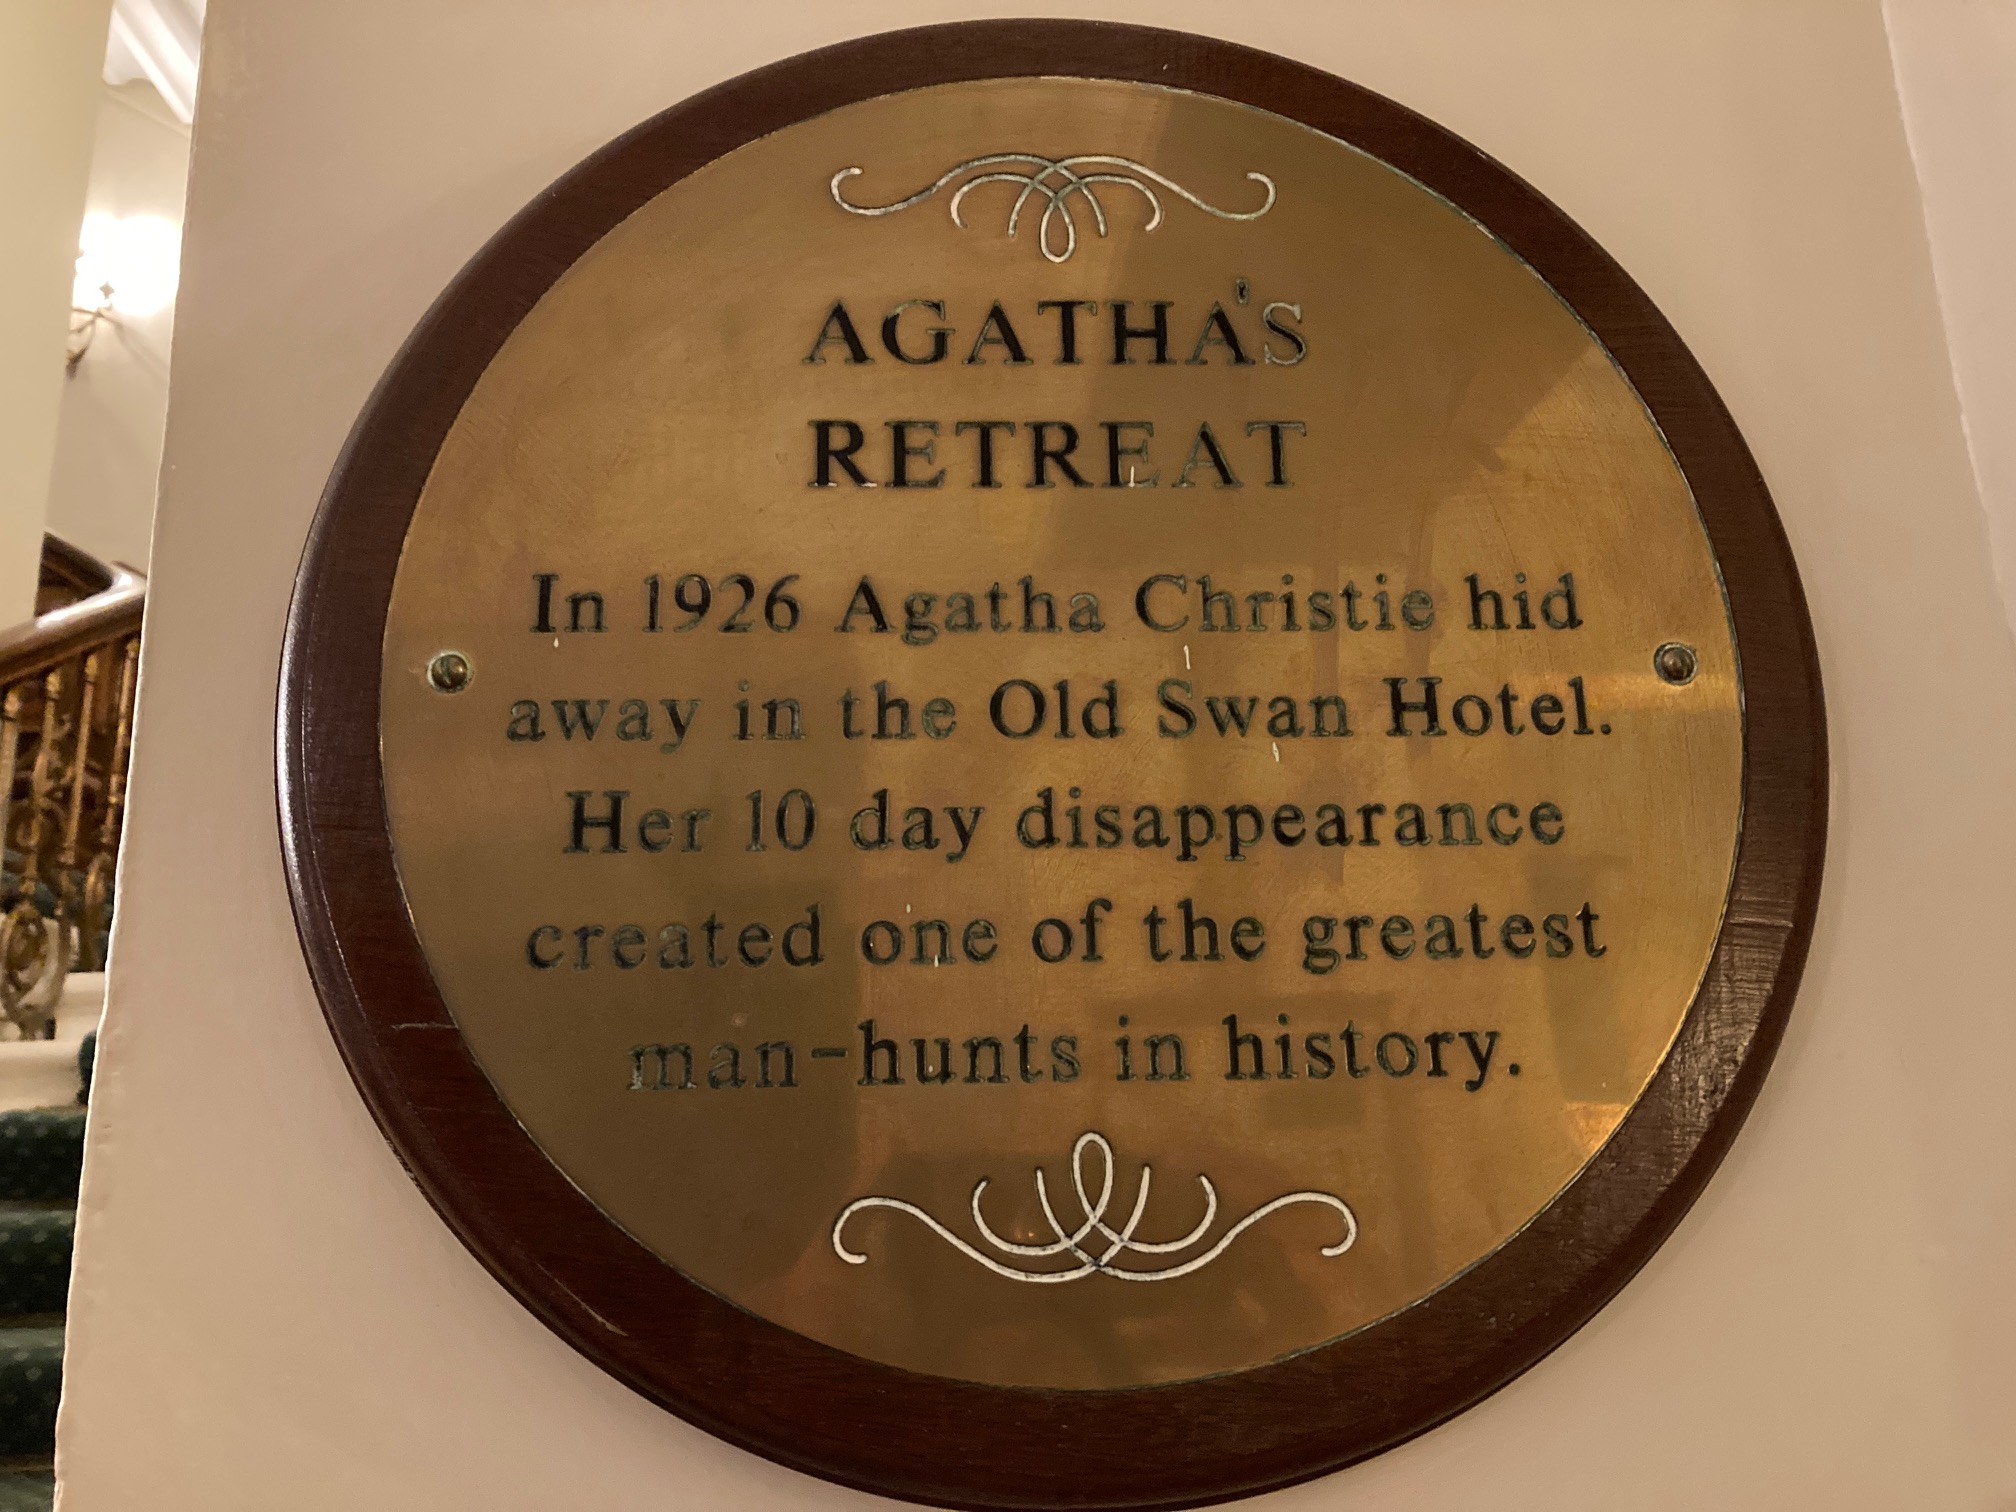 AGATHA'S
RETREAT
In 1926 Agatha Christie hid
away in the Old Swan Hotel.
Her 10 day disappearance
created one of the greatest
man-hunts in history.